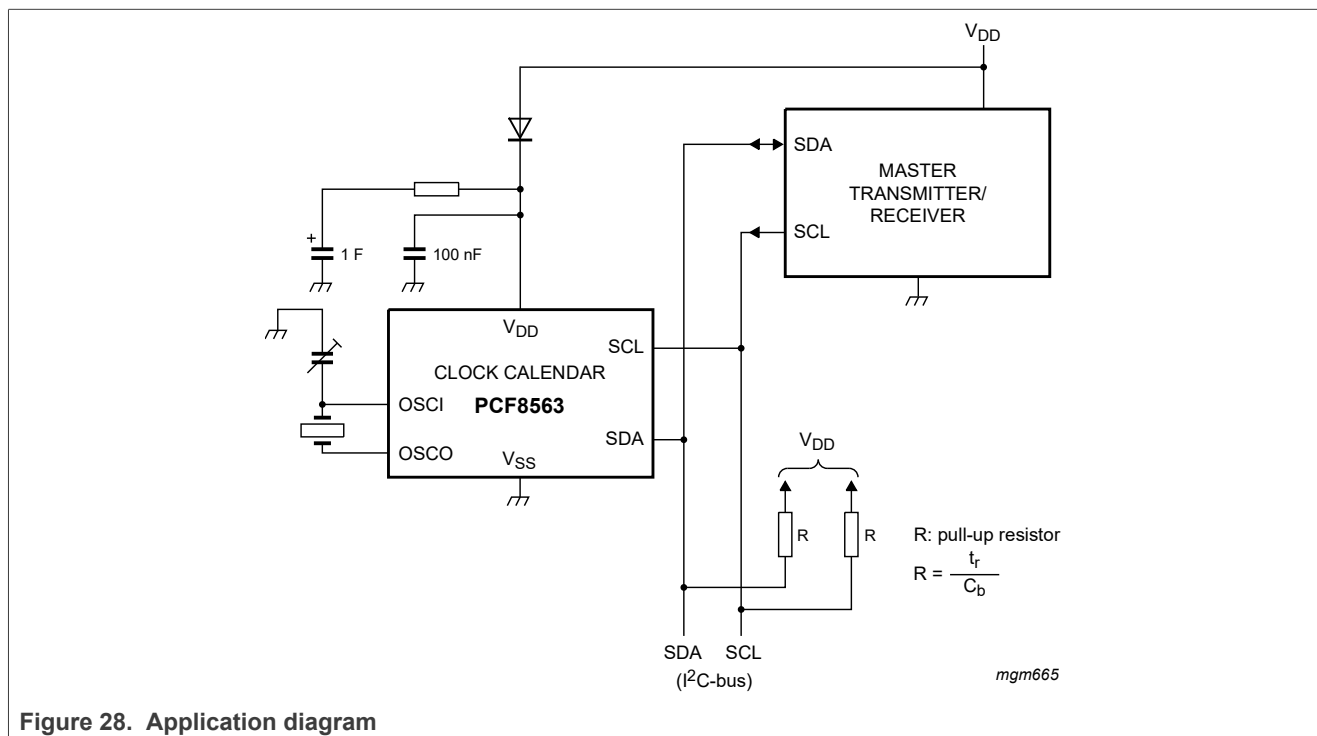 VDD
SDA
MASTER
TRANSMITTER/
RECEIVER
SCL
+
1 F
100 nF
VDD
SCL
CLOCK CALENDAR
OSCI
PCF8563
SDA
OSCO
VSS
VDD
R
R
R: pull-up resistor
R = tr / Cb
SDA SCL
(I²C-bus)
mgm665
Figure 28. Application diagram